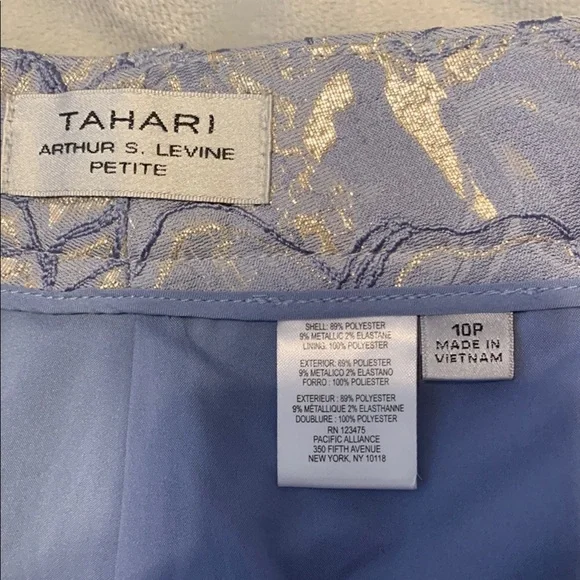 TAHARI
ARTHUR S. LEVINE
PETITE
SHELL: 89% POLYESTER
9% METALLIC 2% ELASTANE
LINING: 100% POLYESTER
EXTERIOR: 89% POLIESTER
9% METALICO 2% ELASTANO
FORRO : 100% POLIESTER
EXTERIEUR : 89% POLYESTER
9% METALLIQUE 2% ELASTHANNE
DOUBLURE : 100% POLYESTER
RN 123475
PACIFIC ALLIANCE
350 FIFTH AVENUE
NEW YORK, NY 10118
10P
MADE IN
VIETNAM